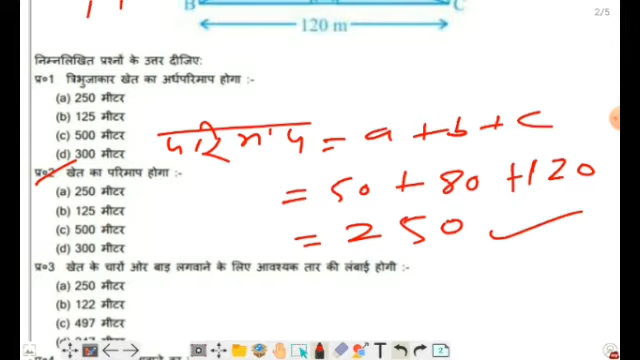 B
C
120 m
2/5
निम्नलिखित प्रश्नों के उत्तर दीजिए:
प्र०1 त्रिभुजाकार खेत का अर्धपरिमाप होगा :-
(a) 250 मीटर
(b) 125 मीटर
(c) 500 मीटर
(d) 300 मीटर
परिमाप = a + b + c
= 50 + 80 + 120
= 250
प्र०2 खेत का परिमाप होगा :-
(a) 250 मीटर
(b) 125 मीटर
(c) 500 मीटर
(d) 300 मीटर
प्र०3 खेत के चारों ओर बाड़ लगवाने के लिए आवश्यक तार की लंबाई होगी :-
(a) 250 मीटर
(b) 122 मीटर
(c) 497 मीटर